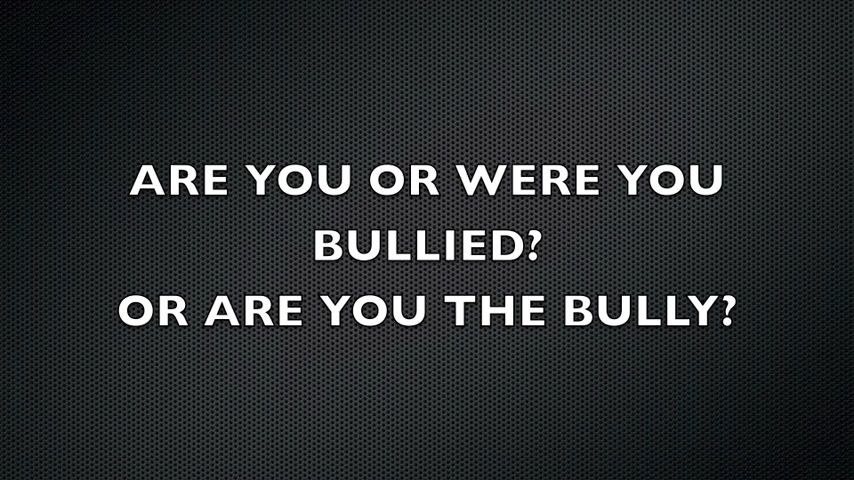 ARE YOU OR WERE YOU
BULLIED?
OR ARE YOU THE BULLY?